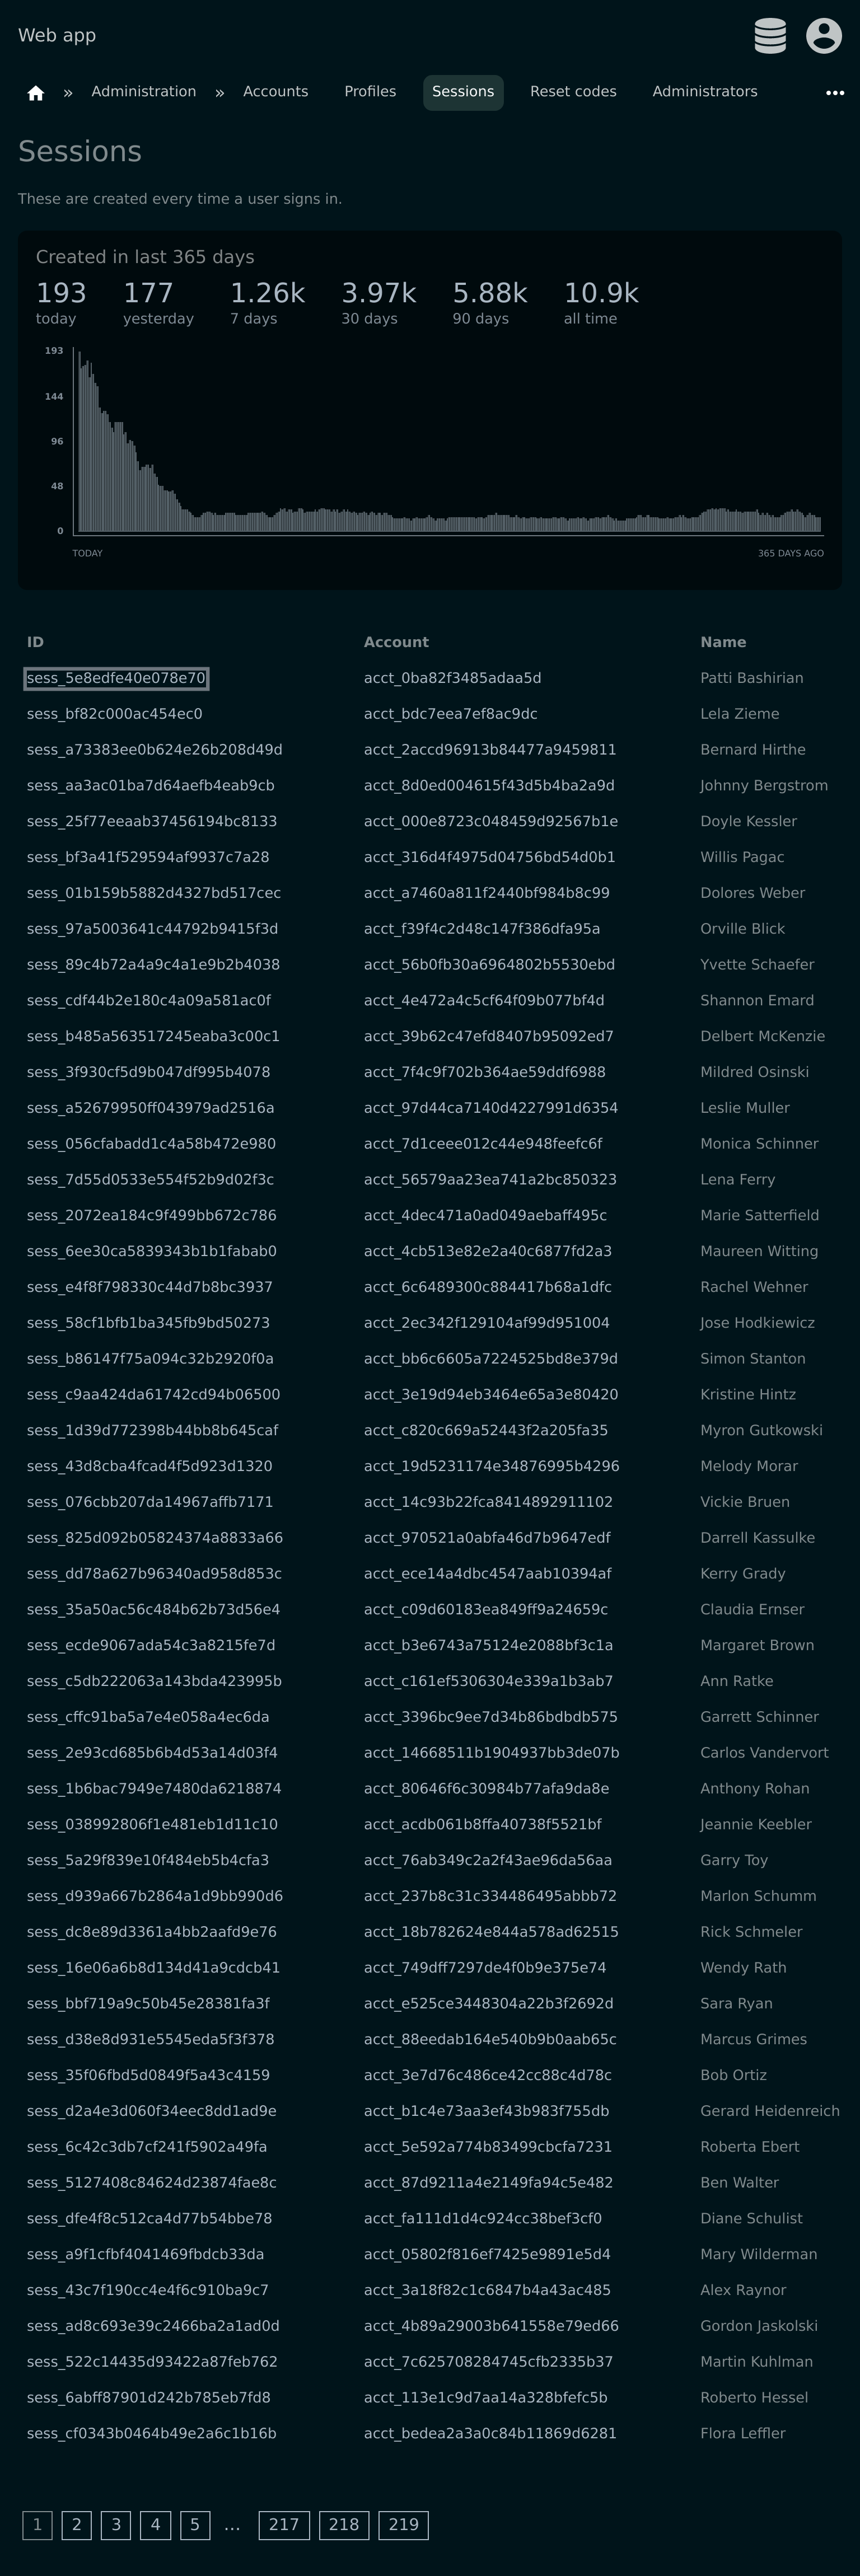 Web app
» Administration » Accounts Profiles Sessions Reset codes Administrators
Sessions
These are created every time a user signs in.
Created in last 365 days
193 177 1.26k 3.97k 5.88k 10.9k
today yesterday 7 days 30 days 90 days all time
193
144
96
48
0
TODAY 365 DAYS AGO
ID Account Name
sess_5e8edfe40e078e70 acct_0ba82f3485adaa5d Patti Bashirian
sess_bf82c000ac454ec0 acct_bdc7eea7ef8ac9dc Lela Zieme
sess_a73383ee0b624e26b208d49d acct_2accd96913b84477a9459811 Bernard Hirthe
sess_aa3ac01ba7d64aefb4eab9cb acct_8d0ed004615f43d5b4ba2a9d Johnny Bergstrom
sess_25f77eeaab37456194bc8133 acct_000e8723c048459d92567b1e Doyle Kessler
sess_bf3a41f529594af9937c7a28 acct_316d4f4975d04756bd54d0b1 Willis Pagac
sess_01b159b5882d4327bd517cec acct_a7460a811f2440bf984b8c99 Dolores Weber
sess_97a5003641c44792b9415f3d acct_f39f4c2d48c147f386dfa95a Orville Blick
sess_89c4b72a4a9c4a1e9b2b4038 acct_56b0fb30a6964802b5530ebd Yvette Schaefer
sess_cdf44b2e180c4a09a581ac0f acct_4e472a4c5cf64f09b077bf4d Shannon Emard
sess_b485a563517245eaba3c00c1 acct_39b62c47efd8407b95092ed7 Delbert McKenzie
sess_3f930cf5d9b047df995b4078 acct_7f4c9f702b364ae59ddf6988 Mildred Osinski
sess_a52679950ff043979ad2516a acct_97d44ca7140d4227991d6354 Leslie Muller
sess_056cfabadd1c4a58b472e980 acct_7d1ceee012c44e948feefc6f Monica Schinner
sess_7d55d0533e554f52b9d02f3c acct_56579aa23ea741a2bc850323 Lena Ferry
sess_2072ea184c9f499bb672c786 acct_4dec471a0ad049aebaff495c Marie Satterfield
sess_6ee30ca5839343b1b1fabab0 acct_4cb513e82e2a40c6877fd2a3 Maureen Witting
sess_e4f8f798330c44d7b8bc3937 acct_6c6489300c884417b68a1dfc Rachel Wehner
sess_58cf1bfb1ba345fb9bd50273 acct_2ec342f129104af99d951004 Jose Hodkiewicz
sess_b86147f75a094c32b2920f0a acct_bb6c6605a7224525bd8e379d Simon Stanton
sess_c9aa424da61742cd94b06500 acct_3e19d94eb3464e65a3e80420 Kristine Hintz
sess_1d39d772398b44bb8b645caf acct_c820c669a52443f2a205fa35 Myron Gutkowski
sess_43d8cba4fcad4f5d923d1320 acct_19d5231174e34876995b4296 Melody Morar
sess_076cbb207da14967affb7171 acct_14c93b22fca8414892911102 Vickie Bruen
sess_825d092b05824374a8833a66 acct_970521a0abfa46d7b9647edf Darrell Kassulke
sess_dd78a627b96340ad958d853c acct_ece14a4dbc4547aab10394af Kerry Grady
sess_35a50ac56c484b62b73d56e4 acct_c09d60183ea849ff9a24659c Claudia Ernser
sess_ecde9067ada54c3a8215fe7d acct_b3e6743a75124e2088bf3c1a Margaret Brown
sess_c5db222063a143bda423995b acct_c161ef5306304e339a1b3ab7 Ann Ratke
sess_cffc91ba5a7e4e058a4ec6da acct_3396bc9ee7d34b86bdbdb575 Garrett Schinner
sess_2e93cd685b6b4d53a14d03f4 acct_14668511b1904937bb3de07b Carlos Vandervort
sess_1b6bac7949e7480da6218874 acct_80646f6c30984b77afa9da8e Anthony Rohan
sess_038992806f1e481eb1d11c10 acct_acdb061b8ffa40738f5521bf Jeannie Keebler
sess_5a29f839e10f484eb5b4cfa3 acct_76ab349c2a2f43ae96da56aa Garry Toy
sess_d939a667b2864a1d9bb990d6 acct_237b8c31c334486495abbb72 Marlon Schumm
sess_dc8e89d3361a4bb2aafd9e76 acct_18b782624e844a578ad62515 Rick Schmeler
sess_16e06a6b8d134d41a9cdcb41 acct_749dff7297de4f0b9e375e74 Wendy Rath
sess_bbf719a9c50b45e28381fa3f acct_e525ce3448304a22b3f2692d Sara Ryan
sess_d38e8d931e5545eda5f3f378 acct_88eedab164e540b9b0aab65c Marcus Grimes
sess_35f06fbd5d0849f5a43c4159 acct_3e7d76c486ce42cc88c4d78c Bob Ortiz
sess_d2a4e3d060f34eec8dd1ad9e acct_b1c4e73aa3ef43b983f755db Gerard Heidenreich
sess_6c42c3db7cf241f5902a49fa acct_5e592a774b83499cbcfa7231 Roberta Ebert
sess_5127408c84624d23874fae8c acct_87d9211a4e2149fa94c5e482 Ben Walter
sess_dfe4f8c512ca4d77b54bbe78 acct_fa111d1d4c924cc38bef3cf0 Diane Schulist
sess_a9f1cfbf4041469fbdcb33da acct_05802f816ef7425e9891e5d4 Mary Wilderman
sess_43c7f190cc4e4f6c910ba9c7 acct_3a18f82c1c6847b4a43ac485 Alex Raynor
sess_ad8c693e39c2466ba2a1ad0d acct_4b89a29003b641558e79ed66 Gordon Jaskolski
sess_522c14435d93422a87feb762 acct_7c625708284745cfb2335b37 Martin Kuhlman
sess_6abff87901d242b785eb7fd8 acct_113e1c9d7aa14a328bfefc5b Roberto Hessel
sess_cf0343b0464b49e2a6c1b16b acct_bedea2a3a0c84b11869d6281 Flora Leffler
1 2 3 4 5 … 217 218 219